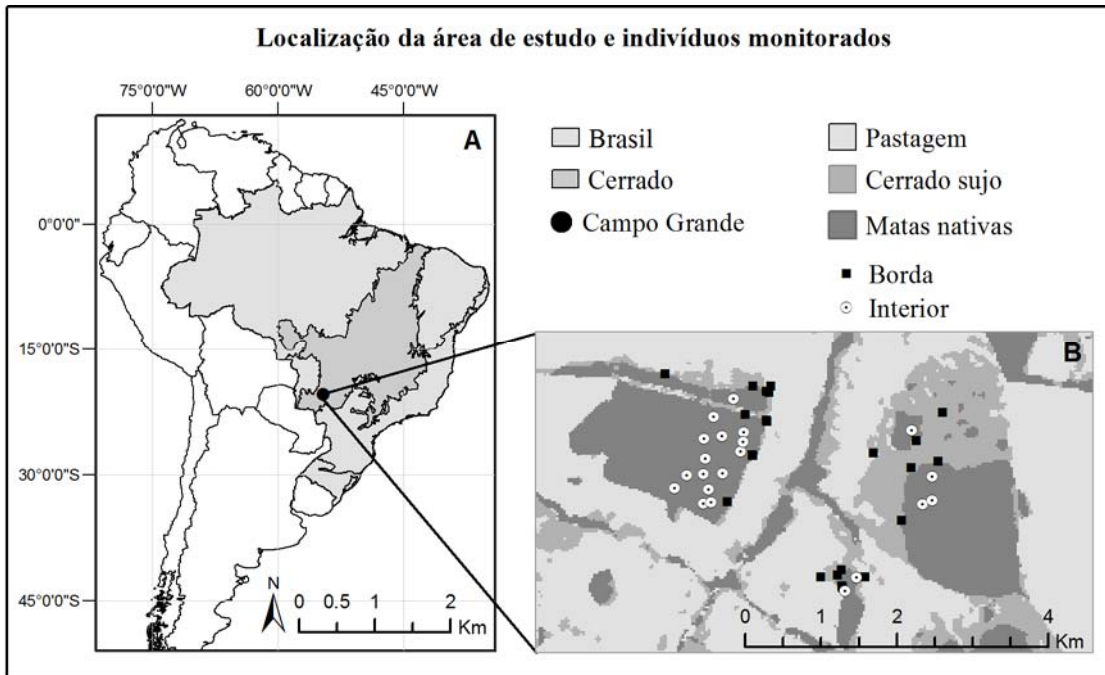 Localização da área de estudo e indivíduos monitorados
75°0'0"W 60°0'0"W 45°0'0"W
A
0°0'0"
15°0'0"S
30°0'0"S
45°0'0"S
N
0 0.5 1 2
Km
Brasil
Cerrado
Campo Grande
Pastagem
Cerrado sujo
Matas nativas
Borda
Interior
B
0 1 2 4
Km